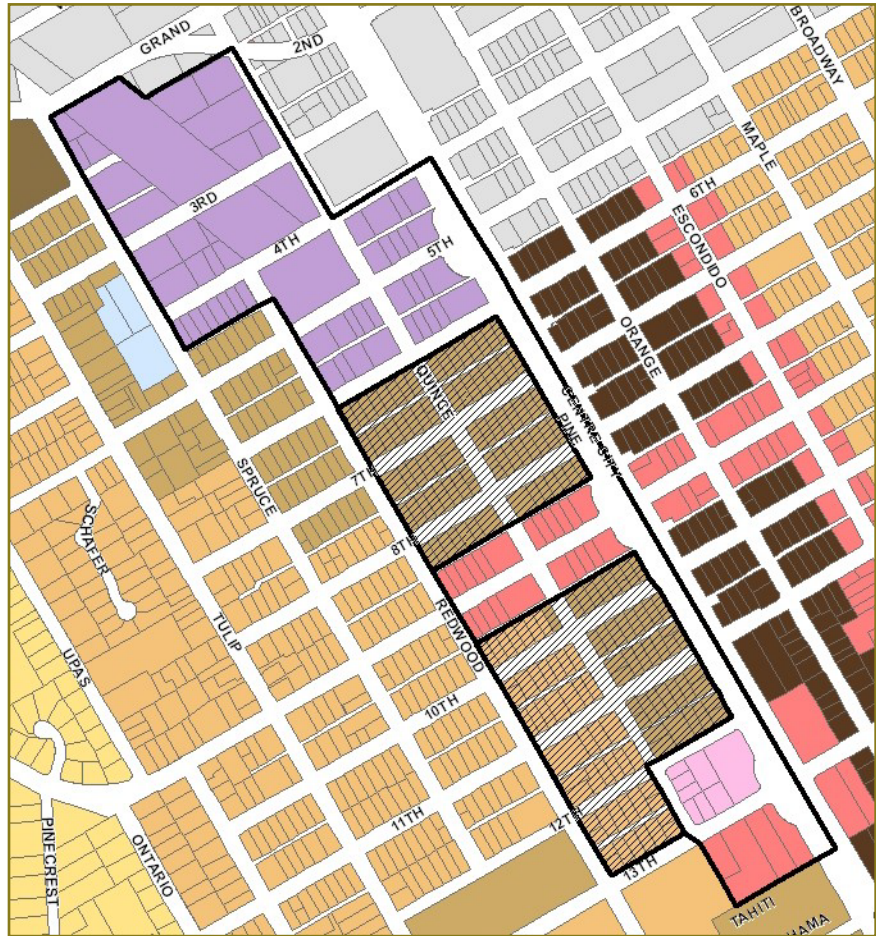 GRAND
2ND
BROADWAY
MAPLE
6TH
3RD
ESCONDIDO
4TH
5TH
ORANGE
QUINCE
PINE
7TH
SPRUCE
SCHAFER
8TH
REDWOOD
TULIP
UPAS
10TH
11TH
12TH
PINECREST
ONTARIO
13TH
TAHITI
HAMA